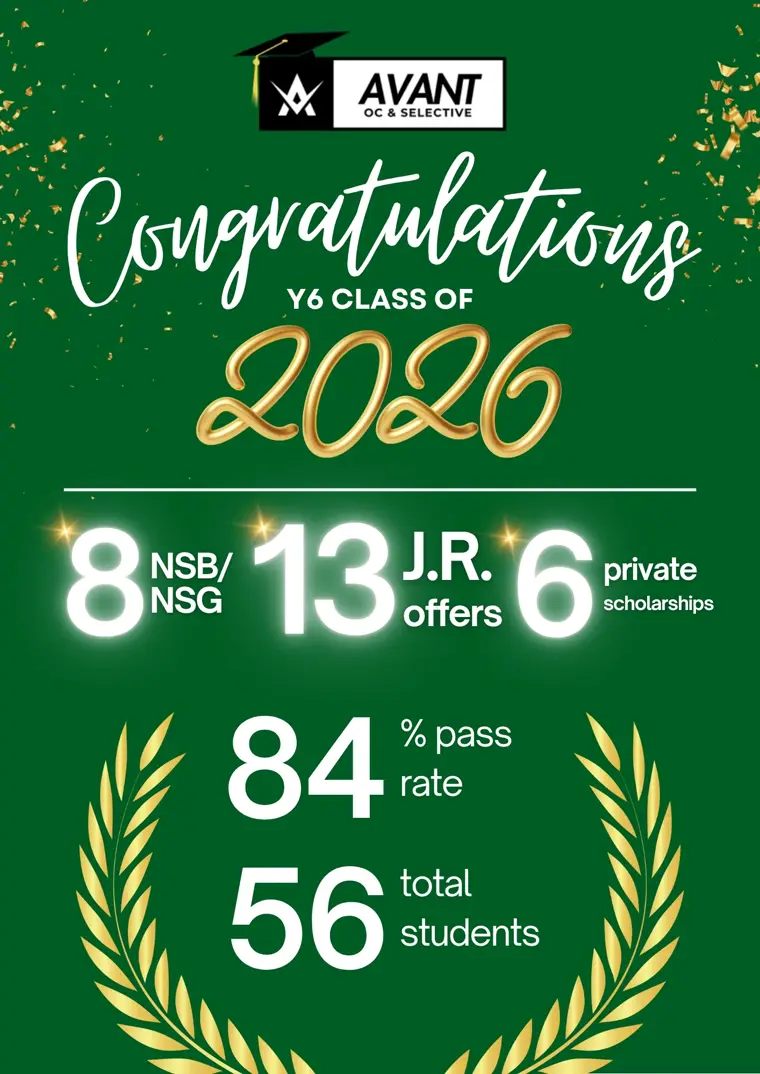 AVANT
OC & SELECTIVE
Congratulations
Y6 CLASS OF
2026
8 NSB/
NSG
13 J.R.
offers
6 private
scholarships
84 % pass
rate
56 total
students